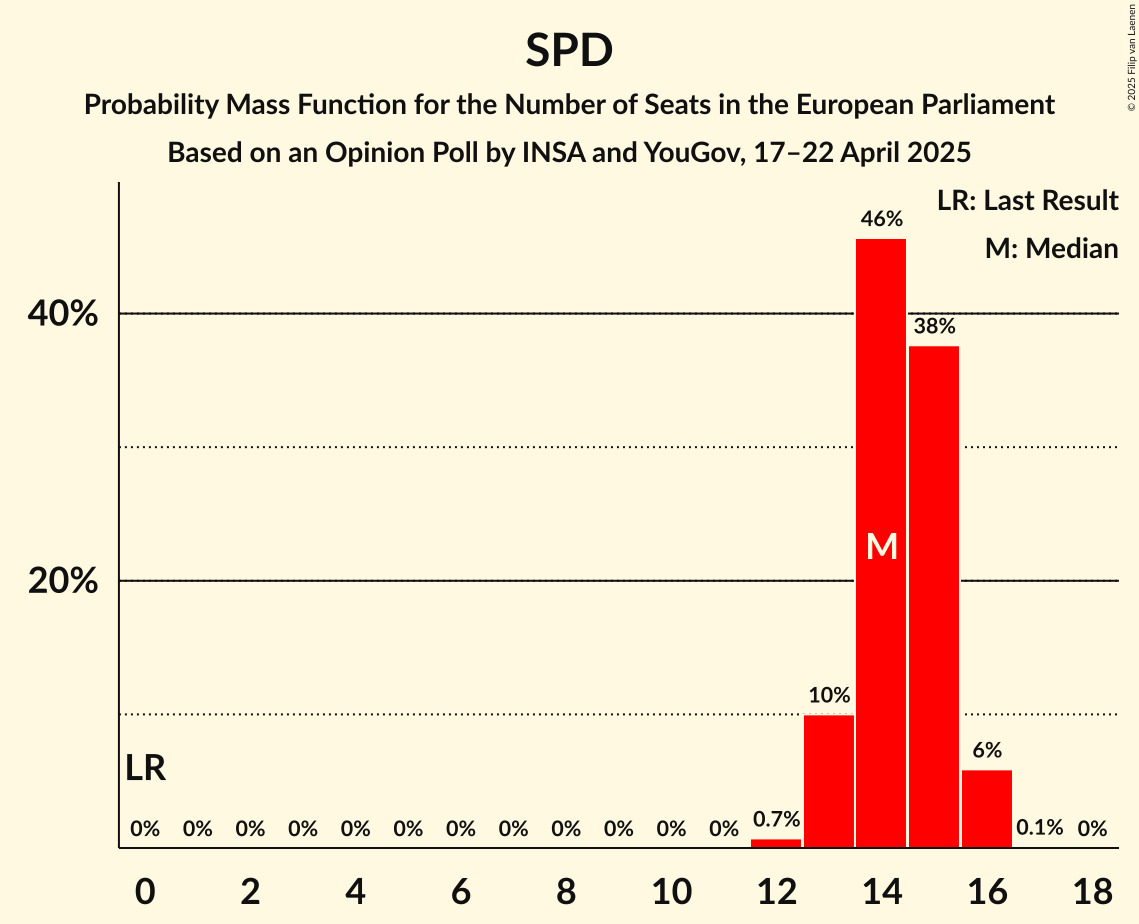 SPD
Probability Mass Function for the Number of Seats in the European Parliament
Based on an Opinion Poll by INSA and YouGov, 17–22 April 2025
© 2025 Filip van Laenen
LR: Last Result
M: Median
46%
40%
38%
M
20%
10%
LR
6%
0% 0% 0% 0% 0% 0% 0% 0% 0% 0% 0% 0% 0.7% 0.1% 0%
0 2 4 6 8 10 12 14 16 18